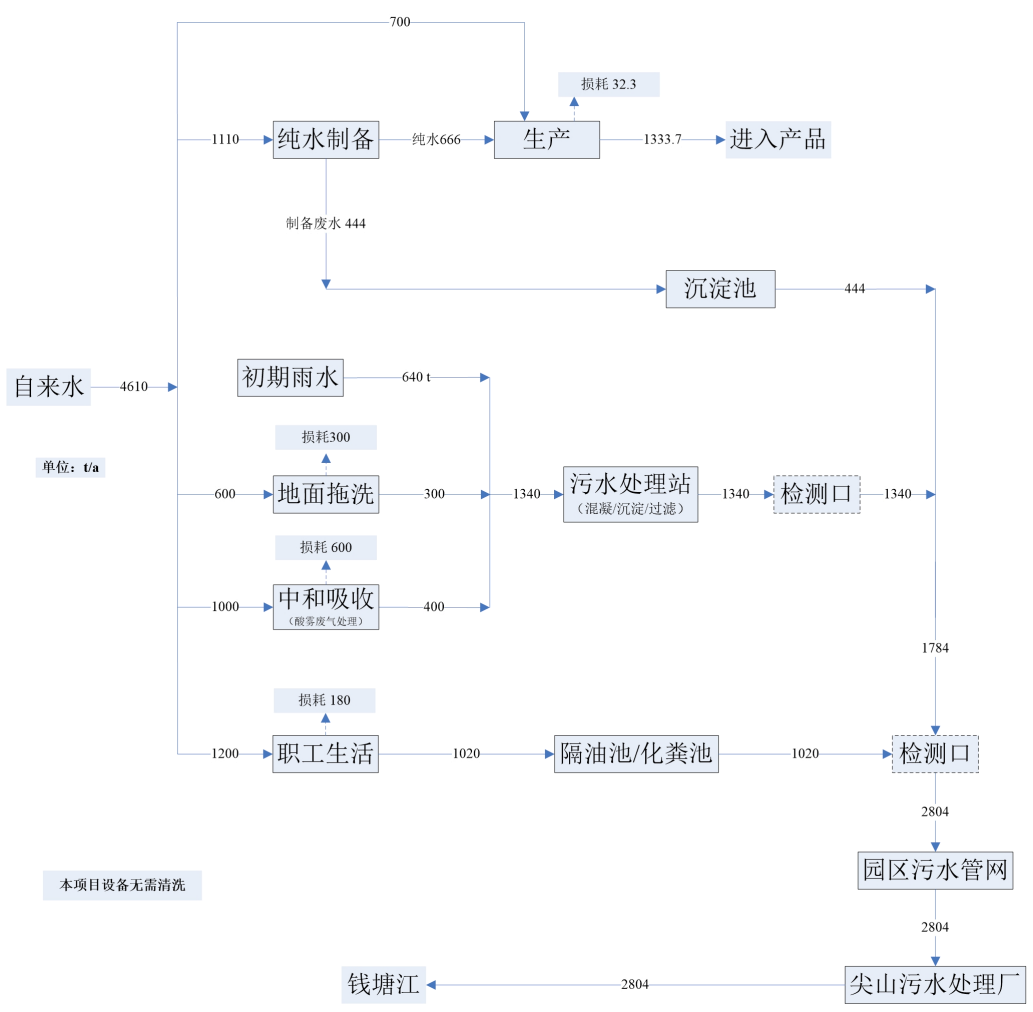 700
损耗 32.3
1110
纯水制备
纯水666
生产
1333.7
进入产品
制备废水 444
沉淀池
444
初期雨水
640 t
自来水
4610
损耗300
单位：t/a
600
地面拖洗
300
1340
污水处理站
（混凝/沉淀/过滤）
1340
检测口
1340
损耗 600
1000
中和吸收
（酸雾废气处理）
400
1784
损耗 180
1200
职工生活
1020
隔油池/化粪池
1020
检测口
2804
园区污水管网
本项目设备无需清洗
2804
钱塘江
2804
尖山污水处理厂